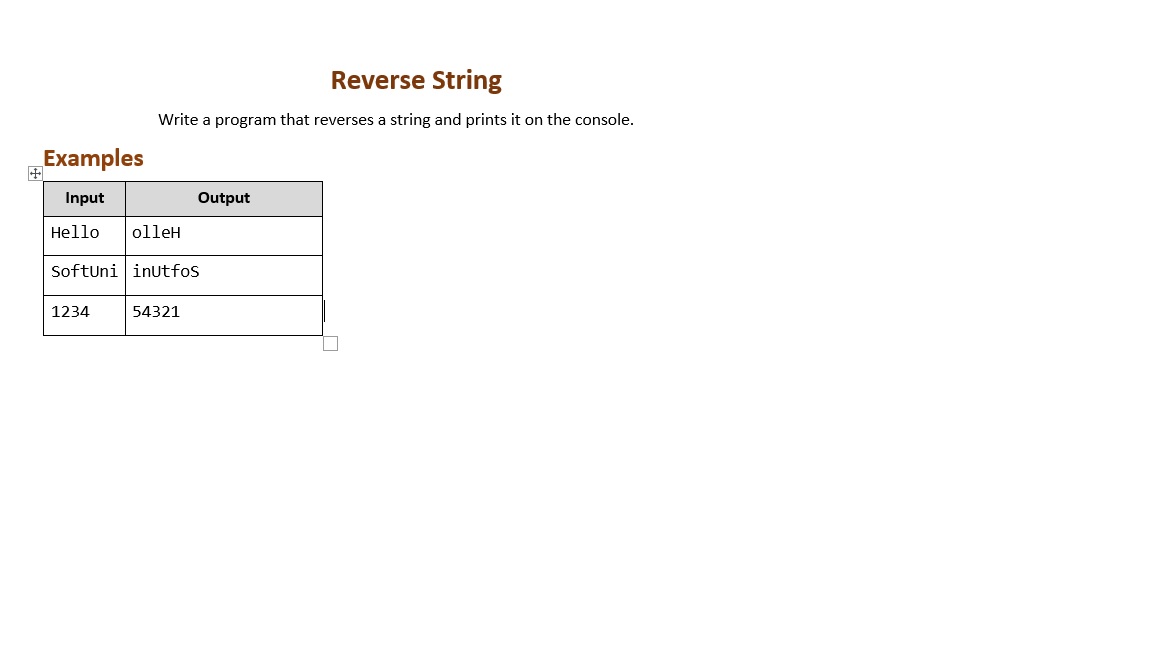 Reverse String
Write a program that reverses a string and prints it on the console.
Examples
Input Output
Hello olleH
SoftUni inUtfoS
1234 54321